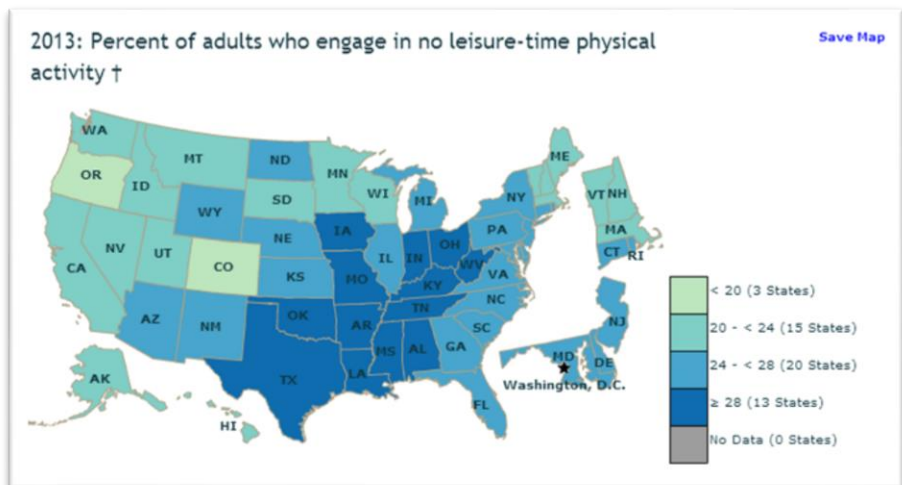 2013: Percent of adults who engage in no leisure-time physical
activity †
Save Map
WA
OR
CA
NV
ID
MT
WY
UT
AZ
CO
NM
ND
SD
NE
KS
OK
TX
MN
IA
MO
AR
LA
WI
IL
MI
IN
OH
KY
TN
MS
AL
GA
FL
SC
NC
VA
WV
PA
NY
ME
VT NH
MA
CT RI
NJ
DE
MD
Washington, D.C.
AK
HI
< 20 (3 States)
20 - < 24 (15 States)
24 - < 28 (20 States)
≥ 28 (13 States)
No Data (0 States)